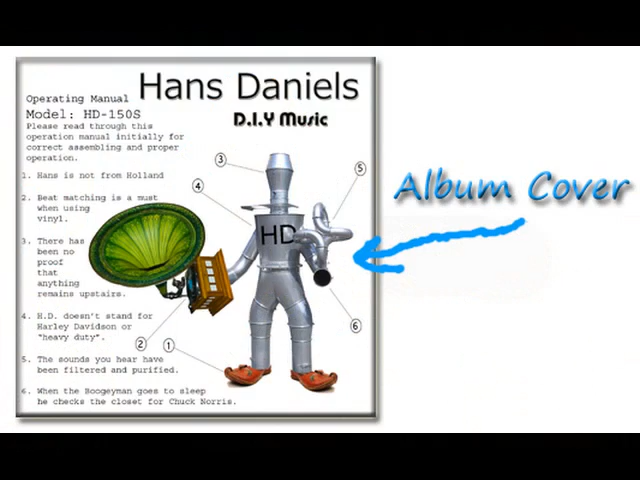 Hans Daniels
D.I.Y Music
Operating Manual
Model: HD-150S
Please read through this
operation manual initially for
correct assembling and proper
operation.
1. Hans is not from Holland
2. Beat matching is a must
when using
vinyl.
3. There has
been no
proof
that
anything
remains upstairs.
4. H.D. doesn't stand for
Harley Davidson or
"heavy duty".
5. The sounds you hear have
been filtered and purified.
6. When the Boogeyman goes to sleep
he checks the closet for Chuck Norris.
3
4
5
HD
2
1
6
Album Cover